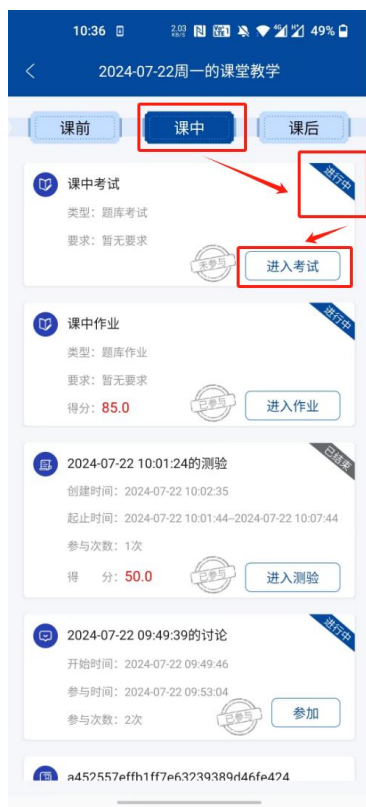 10:36 2.03 KB/S 49%
2024-07-22周一的课堂教学
课前 课中 课后
课中考试 进行中
类型：题库考试
要求：暂无要求
未参与 进入考试
课中作业 进行中
类型：题库作业
要求：暂无要求
得分：85.0 已参与 进入作业
2024-07-22 10:01:24的测验 已结束
创建时间：2024-07-22 10:02:35
起止时间：2024-07-22 10:01:44--2024-07-22 10:07:44
参与次数：1次
得 分：50.0 已参与 进入测验
2024-07-22 09:49:39的讨论 进行中
开始时间：2024-07-22 09:49:46
参与时间：2024-07-22 09:53:04
参与次数：2次 已参与 参加
a452557effb1ff7e63239389d46fe424